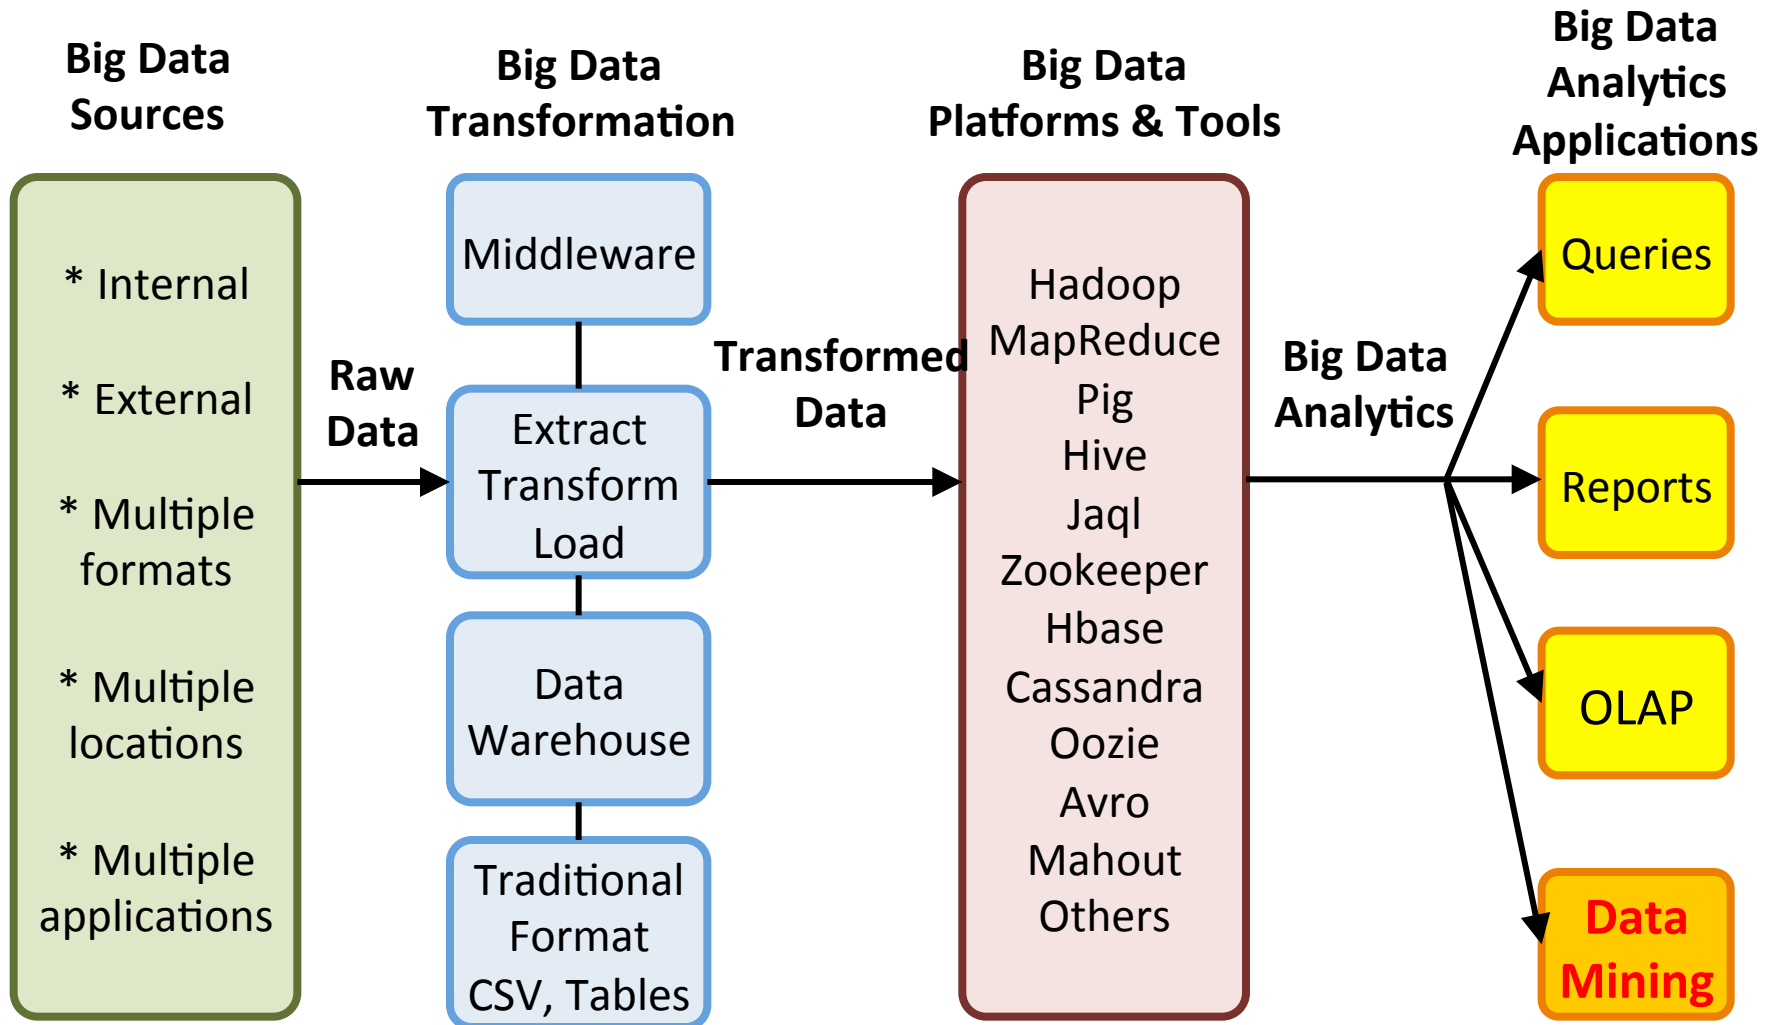 Big Data
Sources
* Internal
* External
* Multiple
formats
* Multiple
locations
* Multiple
applications
Raw
Data
Big Data
Transformation
Middleware
Extract
Transform
Load
Data
Warehouse
Traditional
Format
CSV, Tables
Transformed
Data
Big Data
Platforms & Tools
Hadoop
MapReduce
Pig
Hive
Jaql
Zookeeper
Hbase
Cassandra
Oozie
Avro
Mahout
Others
Big Data
Analytics
Big Data
Analytics
Applications
Queries
Reports
OLAP
Data
Mining